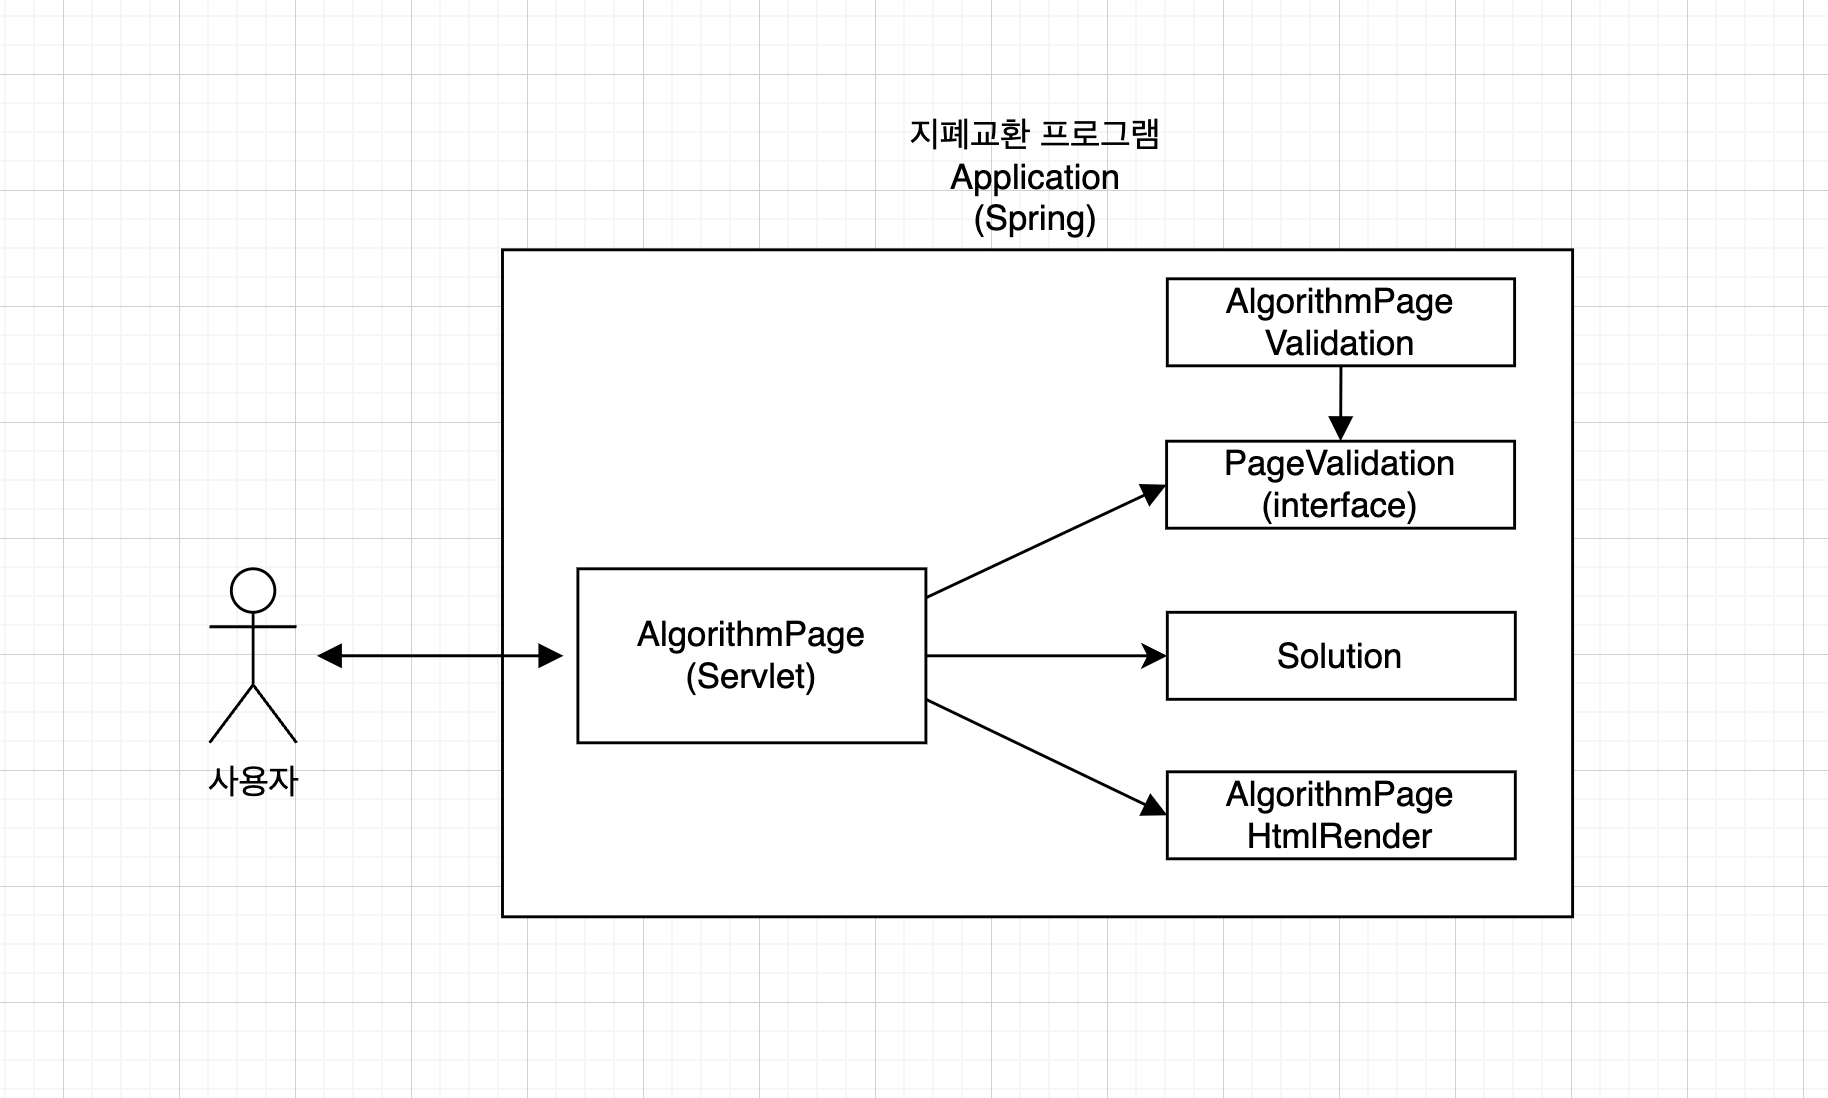 지폐교환 프로그램
Application
(Spring)
AlgorithmPage
Validation
PageValidation
(interface)
AlgorithmPage
(Servlet)
Solution
AlgorithmPage
HtmlRender
사용자